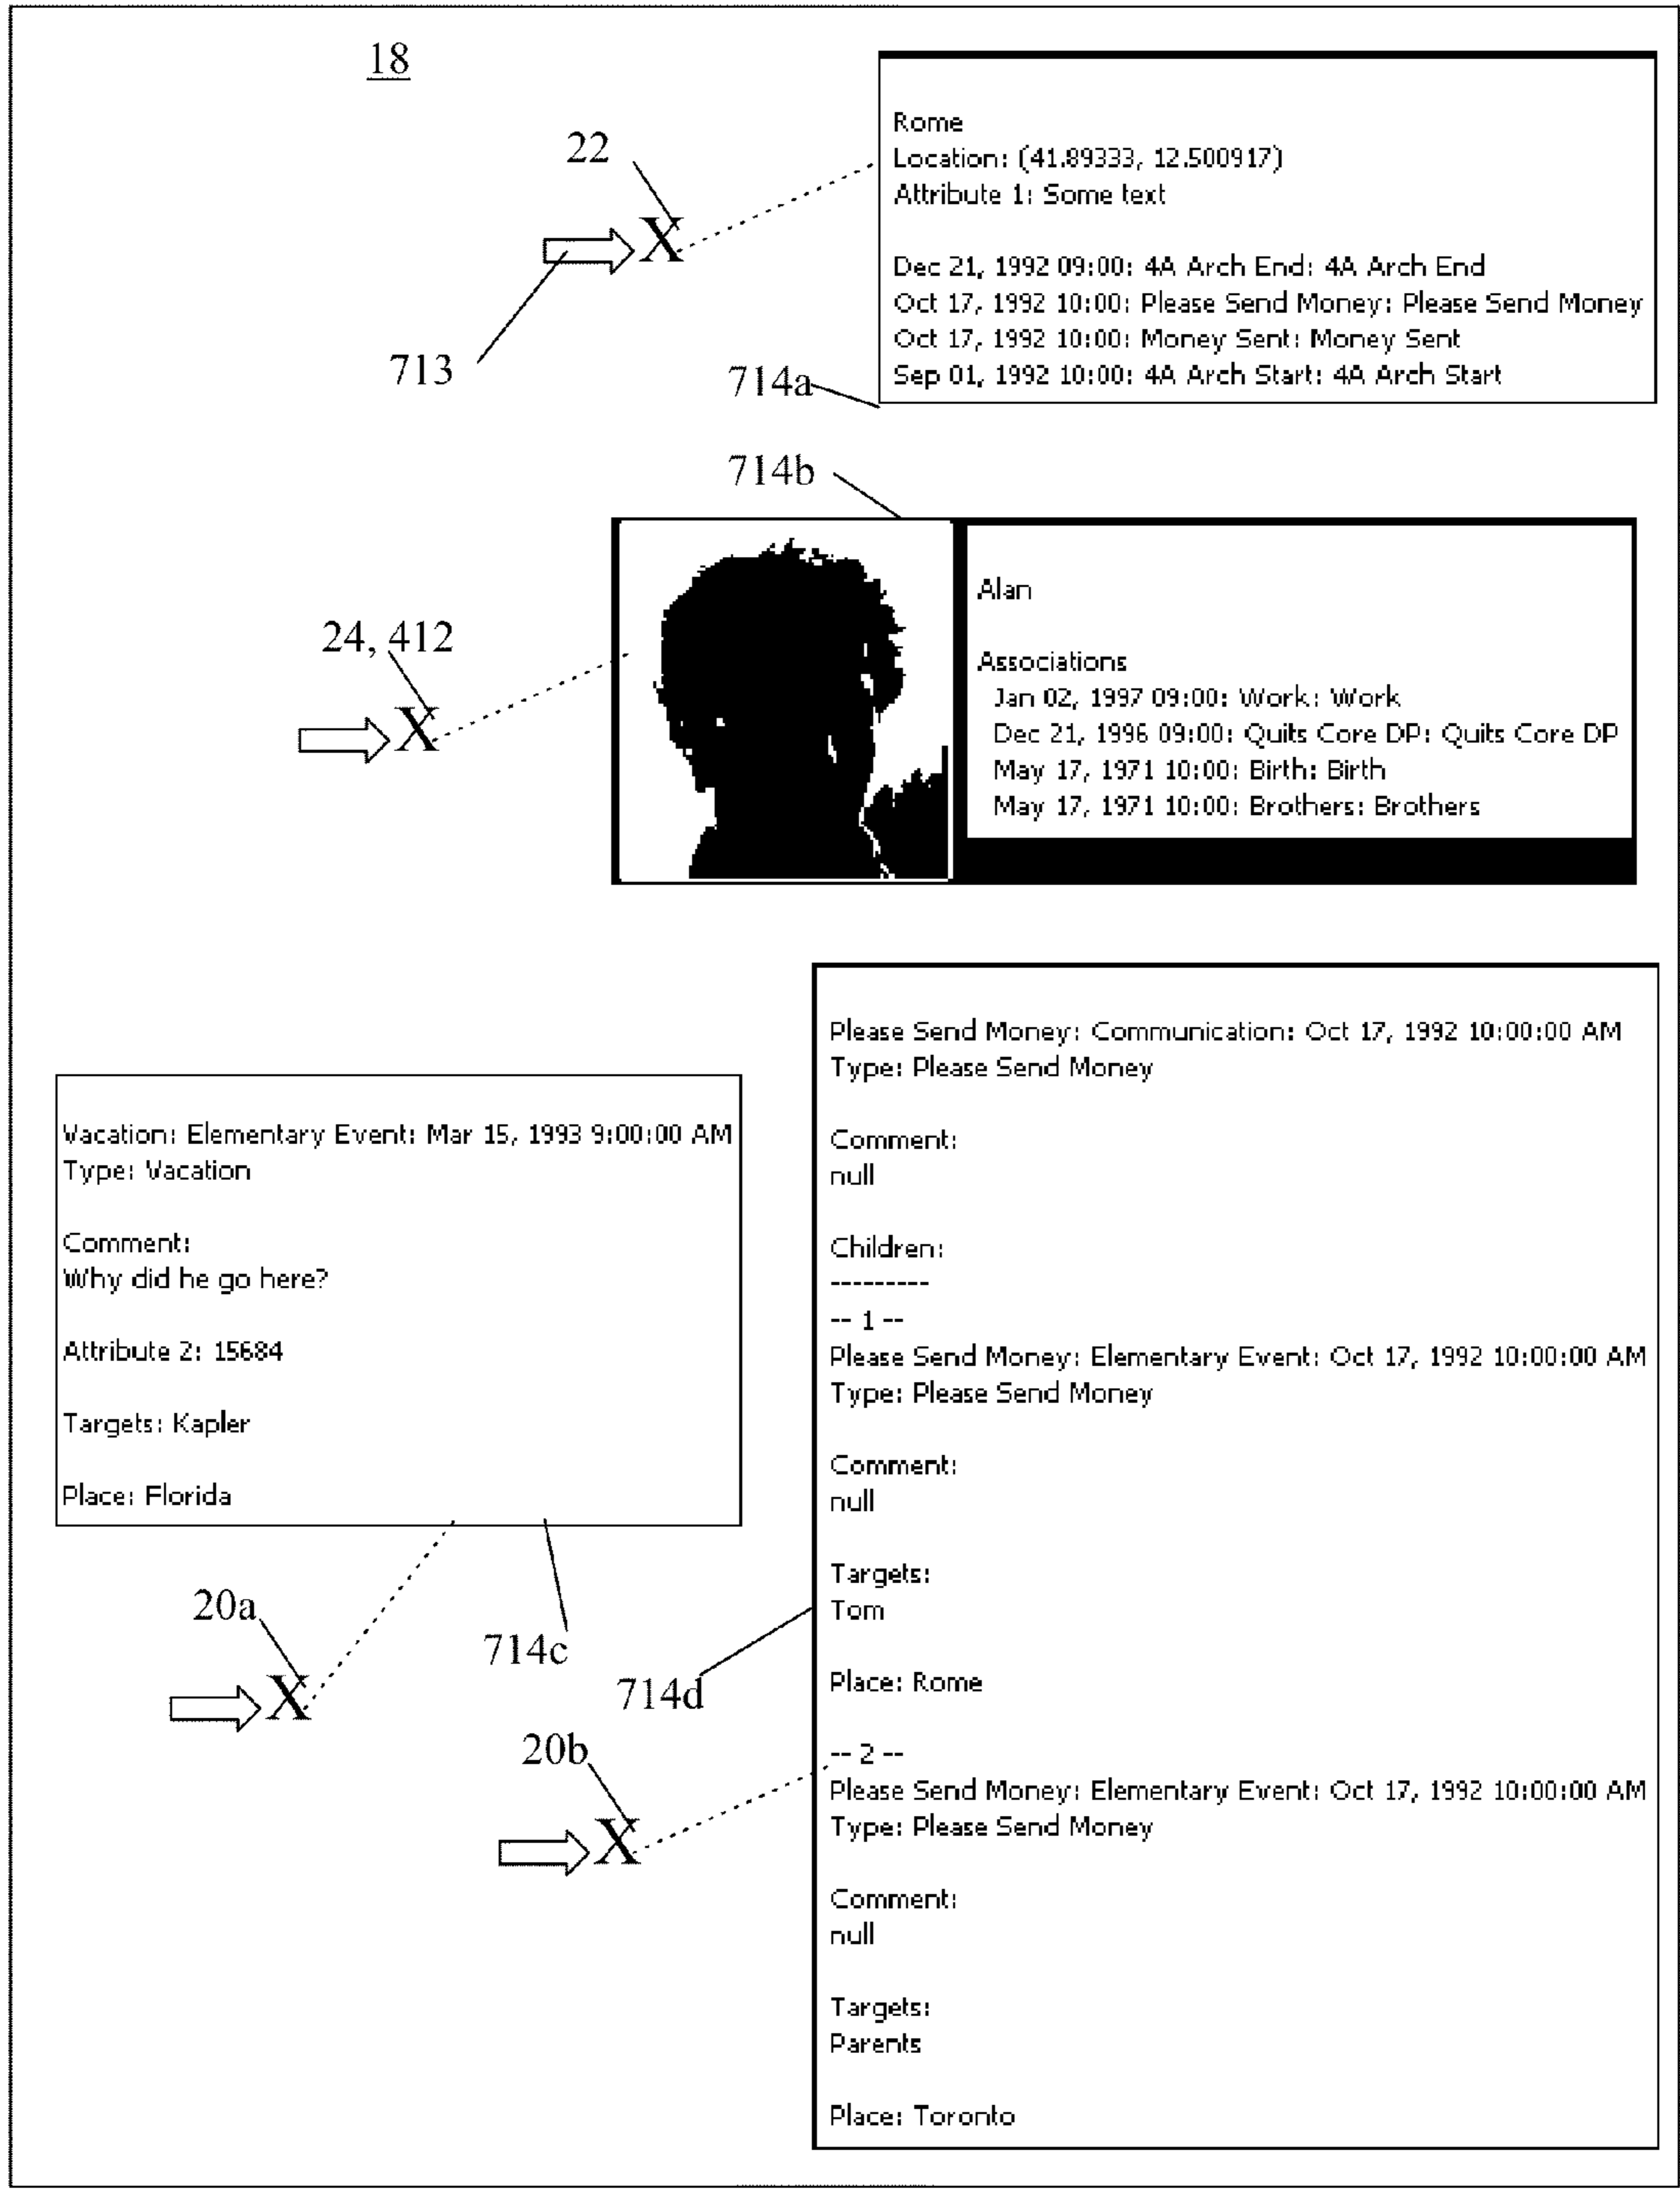 18
22
713
Rome
Location: (41.89333, 12.500917)
Attribute 1: Some text
Dec 21, 1992 09:00: 4A Arch End: 4A Arch End
Oct 17, 1992 10:00: Please Send Money: Please Send Money
Oct 17, 1992 10:00: Money Sent: Money Sent
Sep 01, 1992 10:00: 4A Arch Start: 4A Arch Start
714a
714b
24, 412
X
X
Alan
Associations
Jan 02, 1997 09:00: Work: Work
Dec 21, 1996 09:00: Quits Core DP: Quits Core DP
May 17, 1971 10:00: Birth: Birth
May 17, 1971 10:00: Brothers: Brothers
Vacation: Elementary Event: Mar 15, 1993 9:00:00 AM
Type: Vacation
Comment:
Why did he go here?
Attribute 2: 15684
Targets: Kapler
Place: Florida
20a
X
714c
714d
20b
X
Please Send Money: Communication: Oct 17, 1992 10:00:00 AM
Type: Please Send Money
Comment:
null
Children:
---------
-- 1 --
Please Send Money: Elementary Event: Oct 17, 1992 10:00:00 AM
Type: Please Send Money
Comment:
null
Targets:
Tom
Place: Rome
-- 2 --
Please Send Money: Elementary Event: Oct 17, 1992 10:00:00 AM
Type: Please Send Money
Comment:
null
Targets:
Parents
Place: Toronto